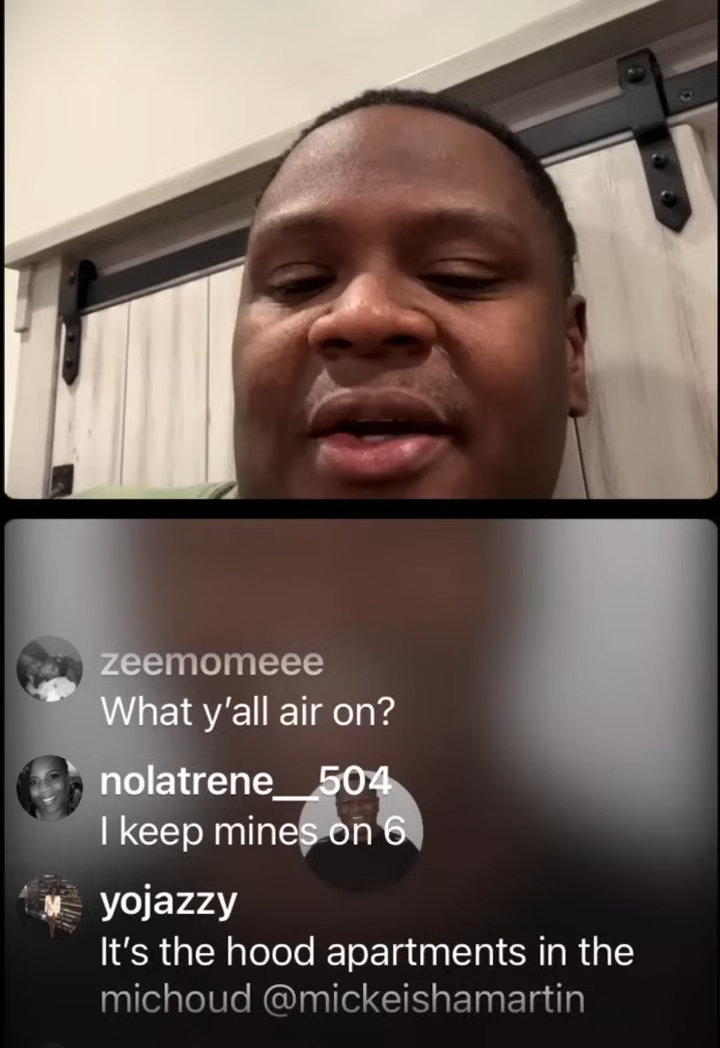 zeemomeee
What y'all air on?
nolatrene__504
I keep mines on 6
yojazzy
It's the hood apartments in the
michoud @mickeishamartin